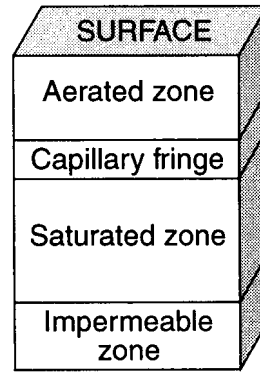 SURFACE
Aerated zone
Capillary fringe
Saturated zone
Impermeable
zone